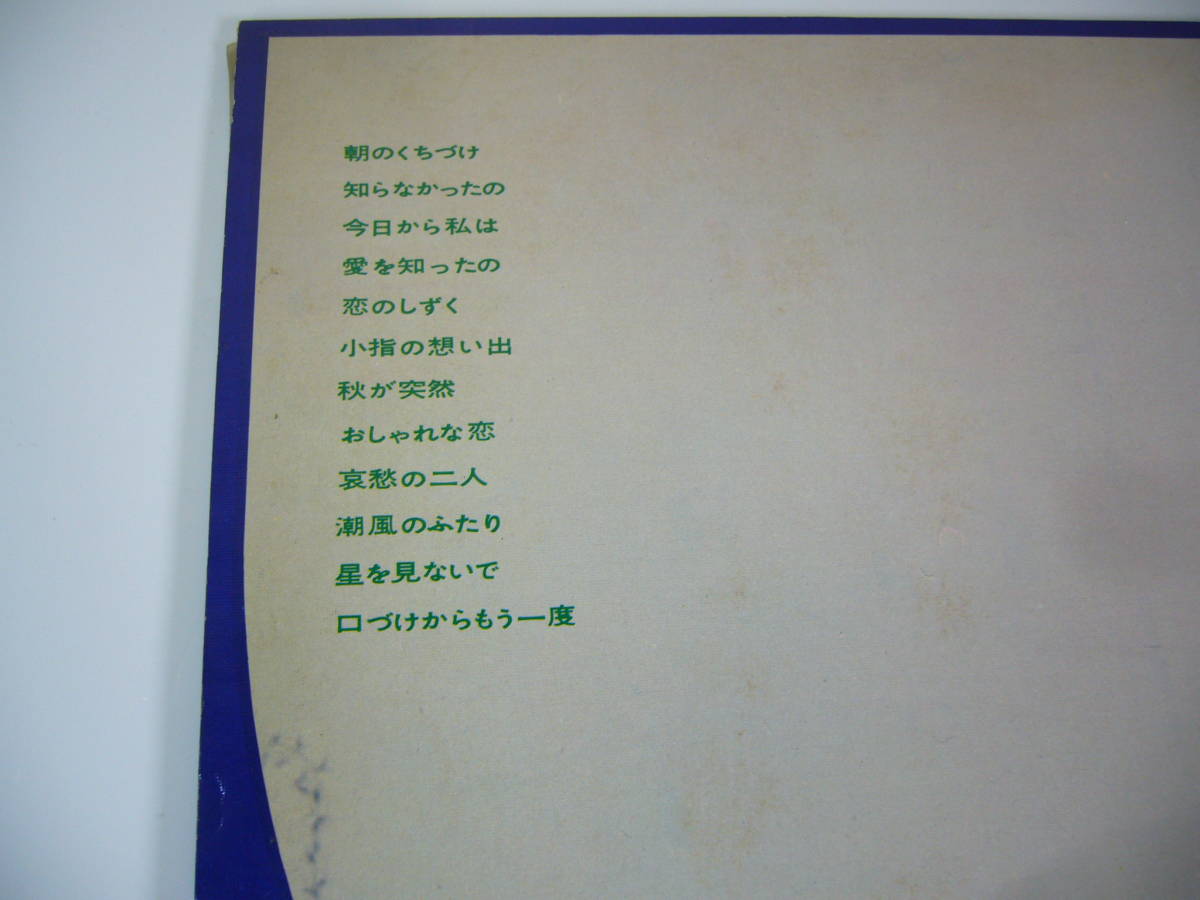 朝のくちづけ
知らなかったの
今日から私は
愛を知ったの
恋のしずく
小指の想い出
秋が突然
おしゃれな恋
哀愁の二人
潮風のふたり
星を見ないで
口づけからもう一度